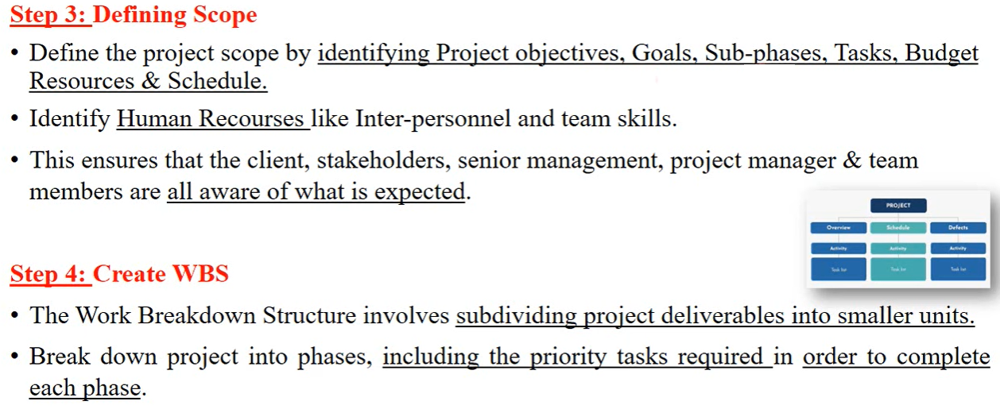 Step 3: Defining Scope
• Define the project scope by identifying Project objectives, Goals, Sub-phases, Tasks, Budget
Resources & Schedule.
• Identify Human Recourses like Inter-personnel and team skills.
• This ensures that the client, stakeholders, senior management, project manager & team
members are all aware of what is expected.
PROJECT
Overview Schedule Defects
Activity Activity Activity
Task list Task list Task list
Step 4: Create WBS
• The Work Breakdown Structure involves subdividing project deliverables into smaller units.
• Break down project into phases, including the priority tasks required in order to complete
each phase.